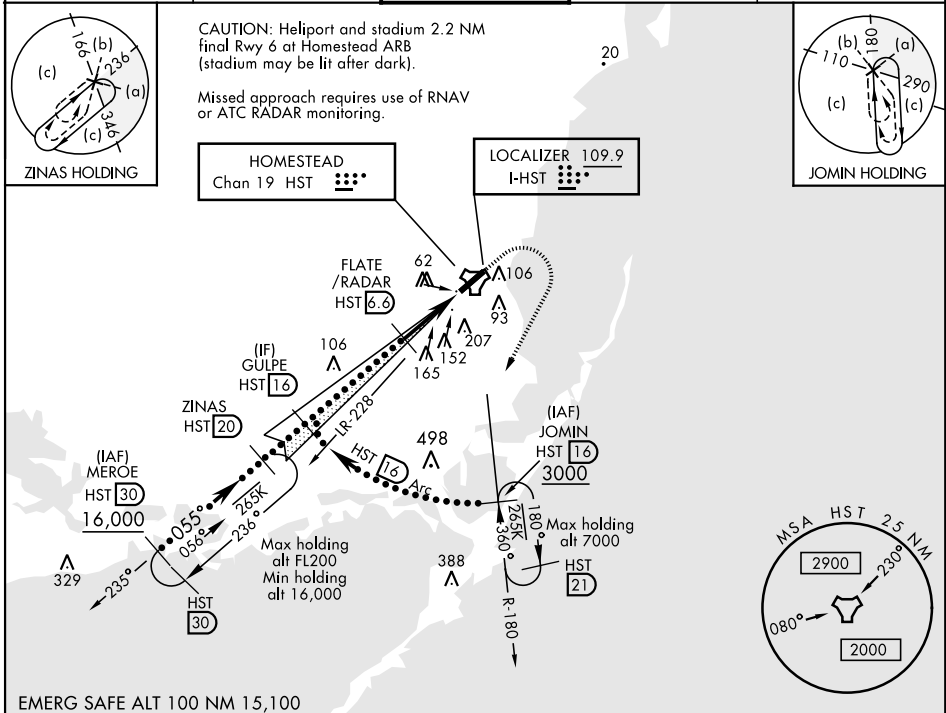 166
(b)
236
(c)
(a)
346
(c)
ZINAS HOLDING
CAUTION: Heliport and stadium 2.2 NM
final Rwy 6 at Homestead ARB
(stadium may be lit after dark).
Missed approach requires use of RNAV
or ATC RADAR monitoring.
20
180
(b)
(a)
110
290
(c)
(c)
JOMIN HOLDING
HOMESTEAD
Chan 19 HST
LOCALIZER 109.9
I-HST
FLATE
/RADAR
HST 6.6
62
106
93
207
152
165
106
(IF)
GULPE
HST 16
ZINAS
HST 20
LR-228
(IAF)
MEROE
HST 30
16,000
055°
056°
265K
236°
235°
HST
30
Max holding
alt FL200
Min holding
alt 16,000
329
HST 16 Arc
498
388
(IAF)
JOMIN
HST 16
3000
265K
180°
360°
Max holding
alt 7000
HST
21
R-180
MSA HST 25 NM
2900
230°
080°
2000
EMERG SAFE ALT 100 NM 15,100